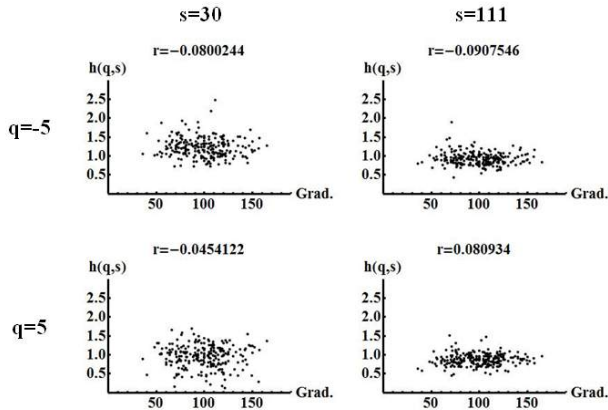 s=30 s=111
r=−0.0800244 r=−0.0907546
h(q,s) h(q,s)
q=-5
2.5 2.5
2.0 2.0
1.5 1.5
1.0 1.0
0.5 0.5
Grad. Grad.
50 100 150 50 100 150
r=−0.0454122 r=0.080934
h(q,s) h(q,s)
q=5
2.5 2.5
2.0 2.0
1.5 1.5
1.0 1.0
0.5 0.5
Grad. Grad.
50 100 150 50 100 150